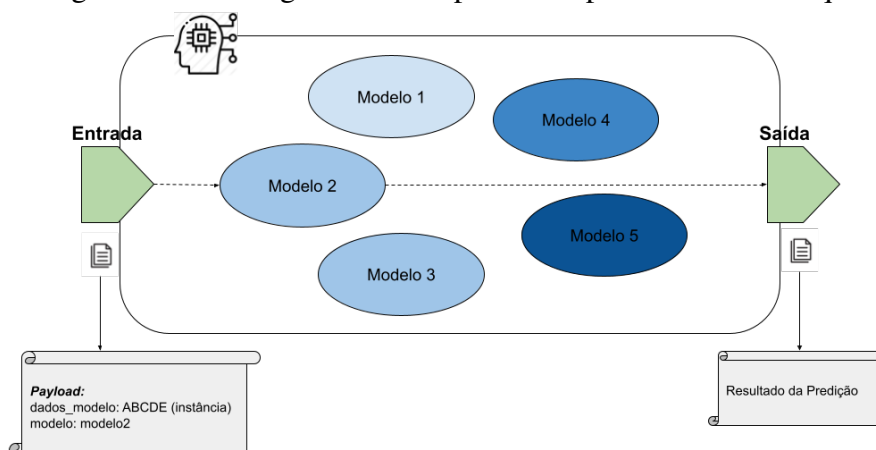 Modelo 1
Modelo 4
Entrada
Saída
Modelo 2
Modelo 5
Modelo 3
Payload:
dados_modelo: ABCDE (instância)
modelo: modelo2
Resultado da Predição